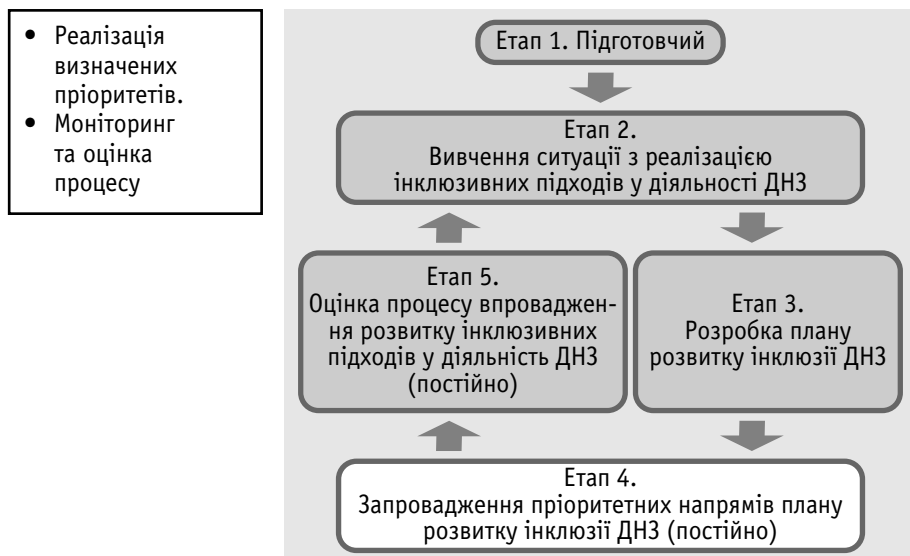 • Реалізація
визначених
пріоритетів.
• Моніторинг
та оцінка
процесу
Етап 1. Підготовчий
Етап 2.
Вивчення ситуації з реалізацією
інклюзивних підходів у діяльності ДНЗ
Етап 5.
Оцінка процесу впроваджен-
ня розвитку інклюзивних
підходів у діяльність ДНЗ
(постійно)
Етап 3.
Розробка плану
розвитку інклюзії ДНЗ
Етап 4.
Запровадження пріоритетних напрямів плану
розвитку інклюзії ДНЗ (постійно)